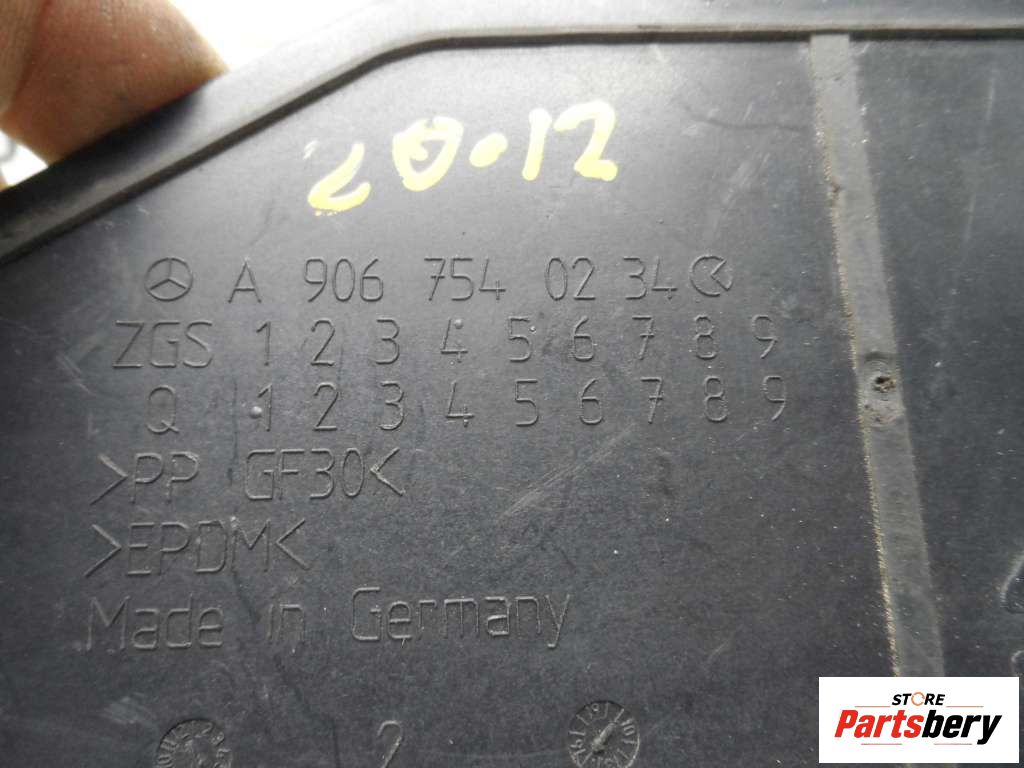 20.12
A 906 754 02 34
ZGS 1 2 3 4 5 6 7 8 9
Q 1 2 3 4 5 6 7 8 9
>PP GF30<
>EPDM<
Made in Germany
2
STORE
Partsbery